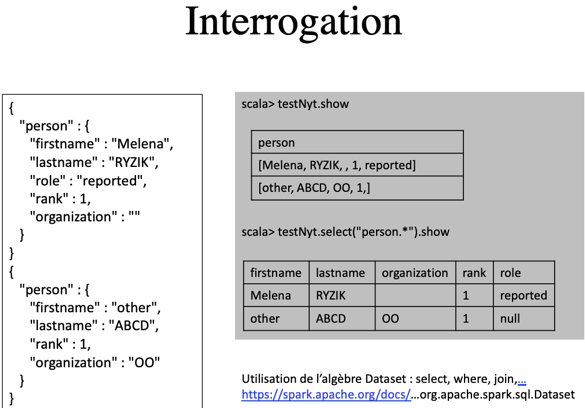 Interrogation
{
"person" : {
"firstname" : "Melena",
"lastname" : "RYZIK",
"role" : "reported",
"rank" : 1,
"organization" : ""
}
}
{
"person" : {
"firstname" : "other",
"lastname" : "ABCD",
"rank" : 1,
"organization" : "OO"
}
}
scala> testNyt.show
person
[Melena, RYZIK, , 1, reported]
[other, ABCD, OO, 1,]
scala> testNyt.select("person.*").show
firstname lastname organization rank role
Melena RYZIK 1 reported
other ABCD OO 1 null
Utilisation de l'algèbre Dataset : select, where, join,...
https://spark.apache.org/docs/...org.apache.spark.sql.Dataset